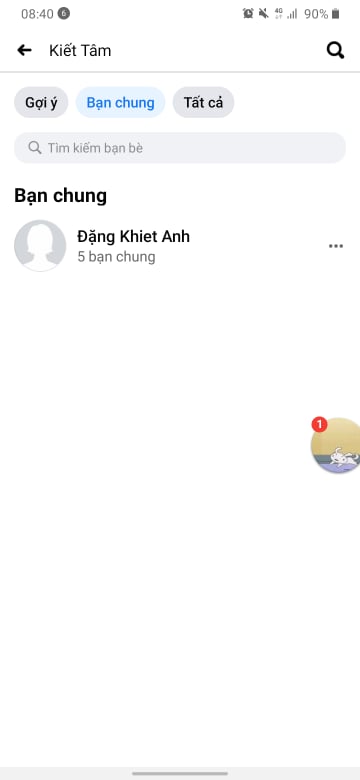 08:40 6 4G 90%
Kiết Tâm
Gợi ý Bạn chung Tất cả
Tìm kiếm bạn bè
Bạn chung
Đặng Khiet Anh
5 bạn chung
1